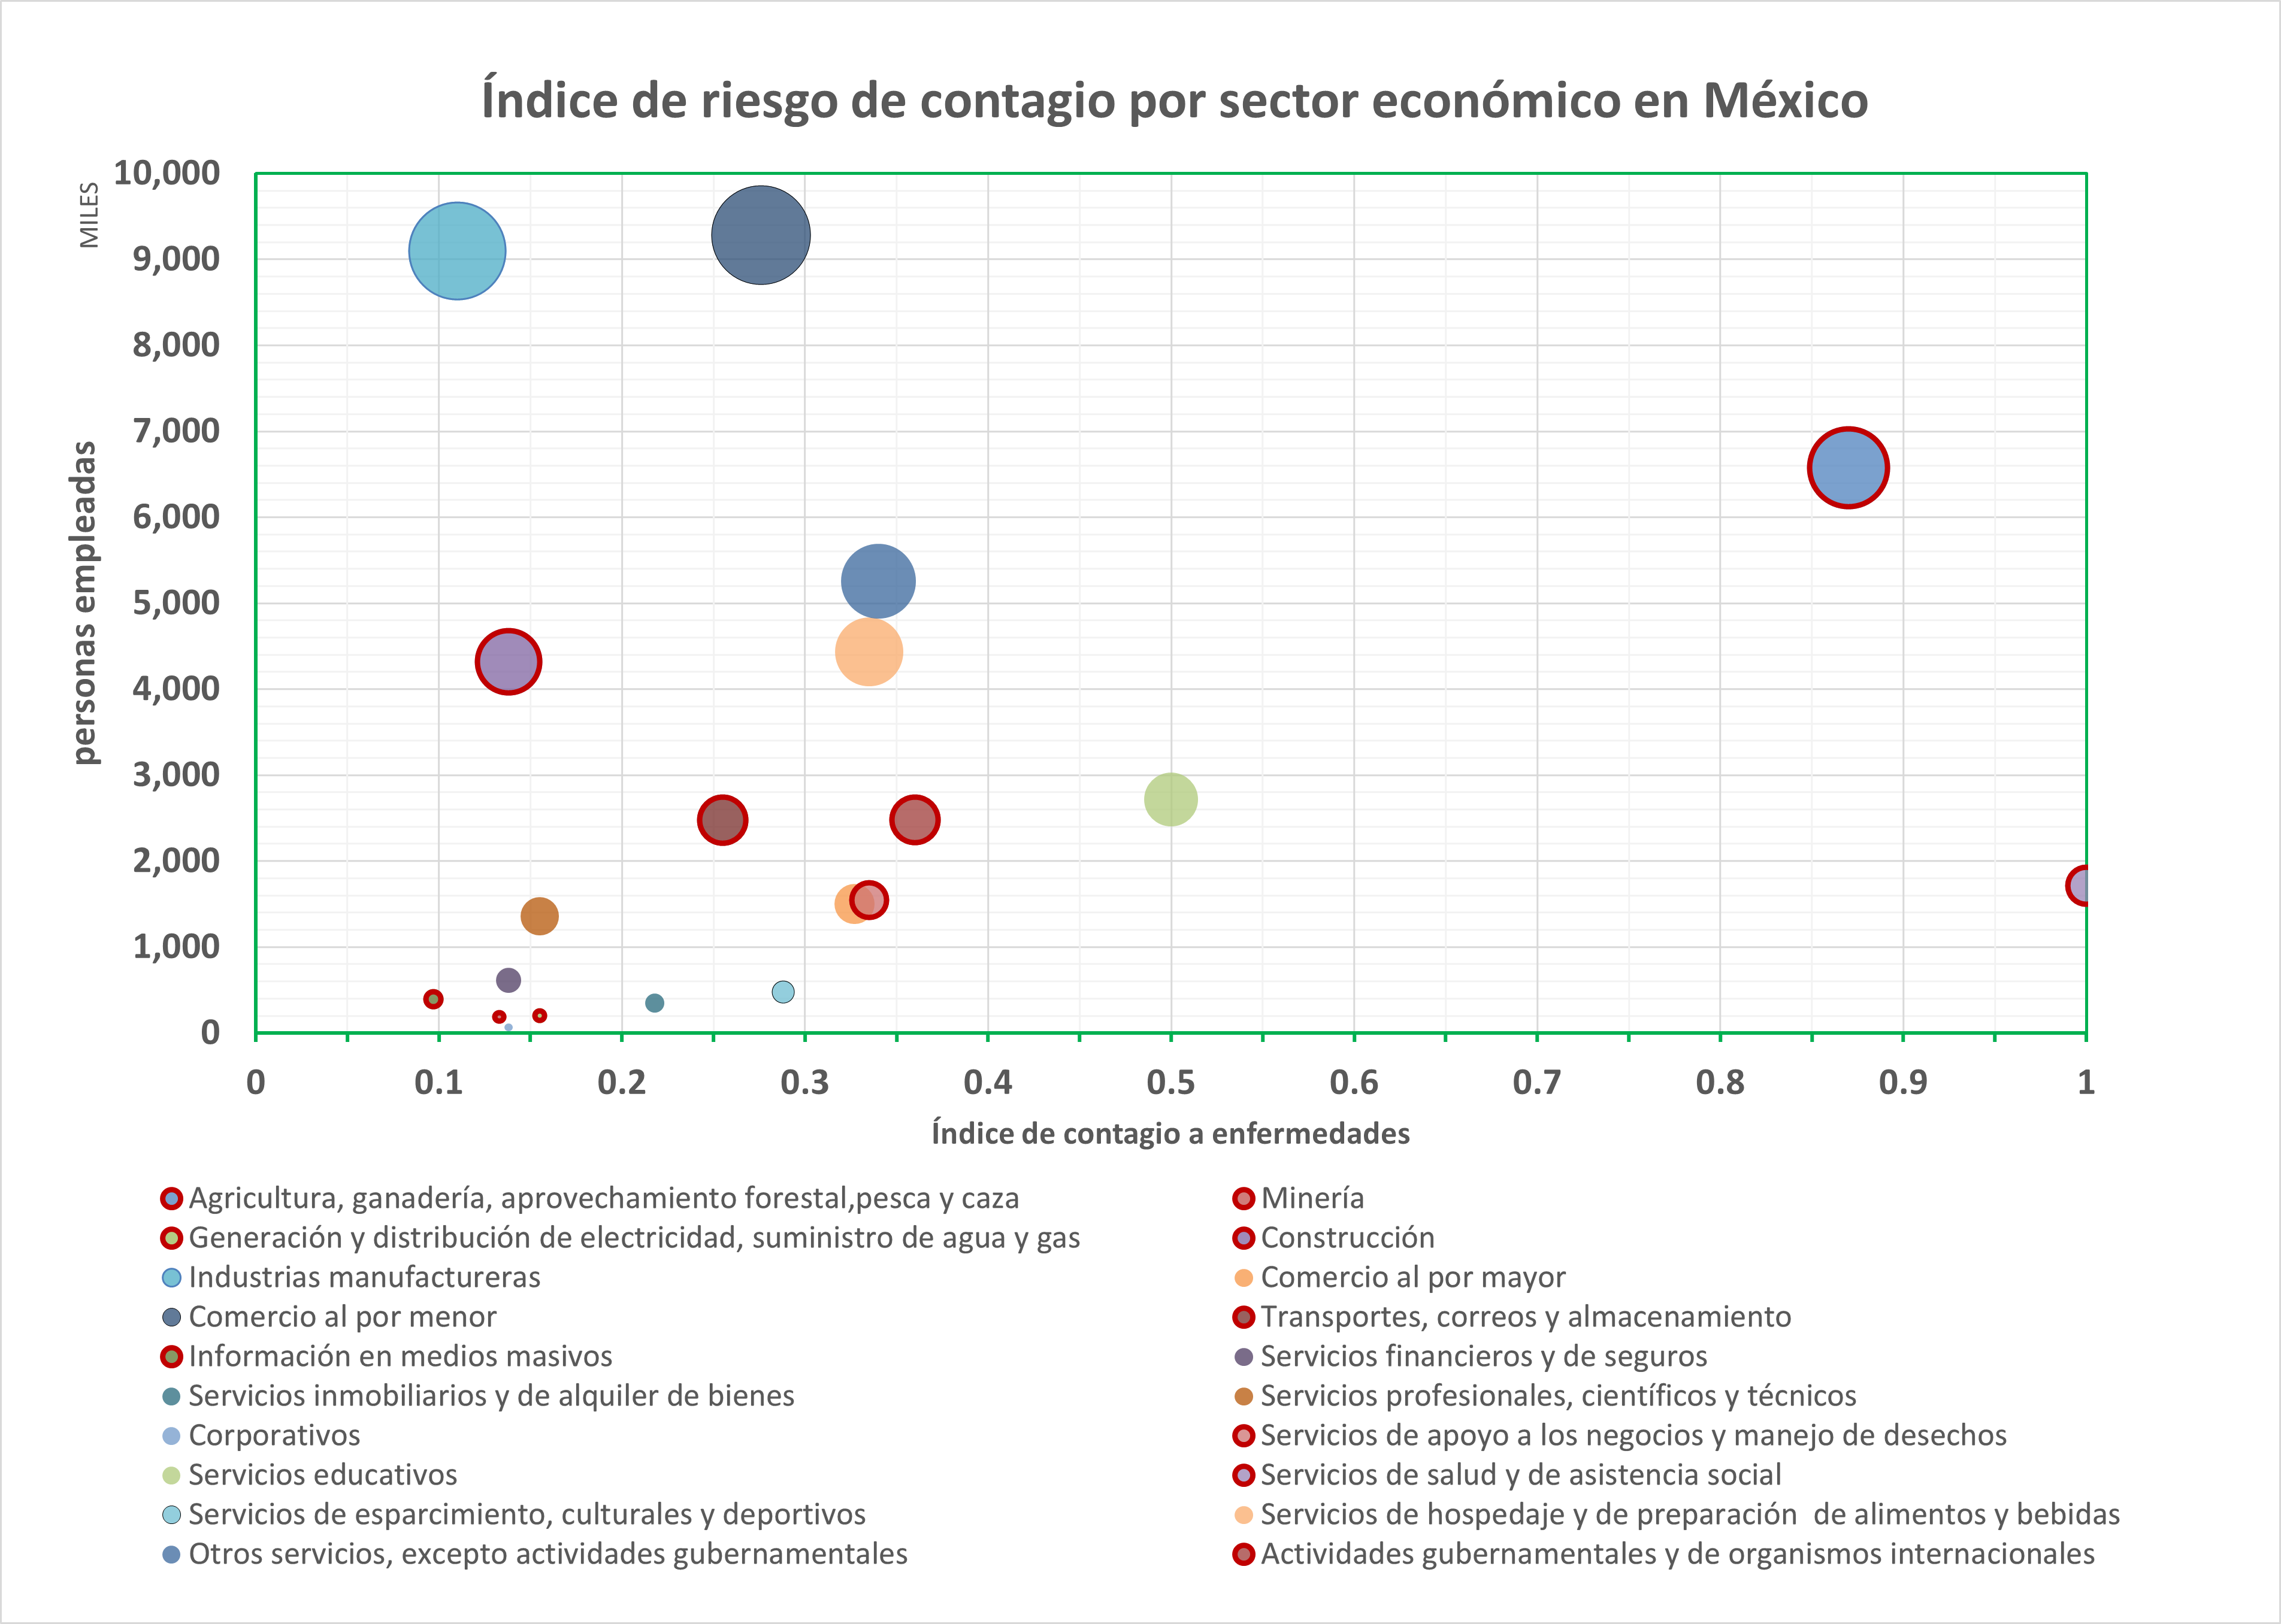 Índice de riesgo de contagio por sector económico en México
MILES
personas empleadas
10,000
9,000
8,000
7,000
6,000
5,000
4,000
3,000
2,000
1,000
0
0 0.1 0.2 0.3 0.4 0.5 0.6 0.7 0.8 0.9 1
Índice de contagio a enfermedades
Agricultura, ganadería, aprovechamiento forestal,pesca y caza
Minería
Generación y distribución de electricidad, suministro de agua y gas
Construcción
Industrias manufactureras
Comercio al por mayor
Comercio al por menor
Transportes, correos y almacenamiento
Información en medios masivos
Servicios financieros y de seguros
Servicios inmobiliarios y de alquiler de bienes
Servicios profesionales, científicos y técnicos
Corporativos
Servicios de apoyo a los negocios y manejo de desechos
Servicios educativos
Servicios de salud y de asistencia social
Servicios de esparcimiento, culturales y deportivos
Servicios de hospedaje y de preparación  de alimentos y bebidas
Otros servicios, excepto actividades gubernamentales
Actividades gubernamentales y de organismos internacionales